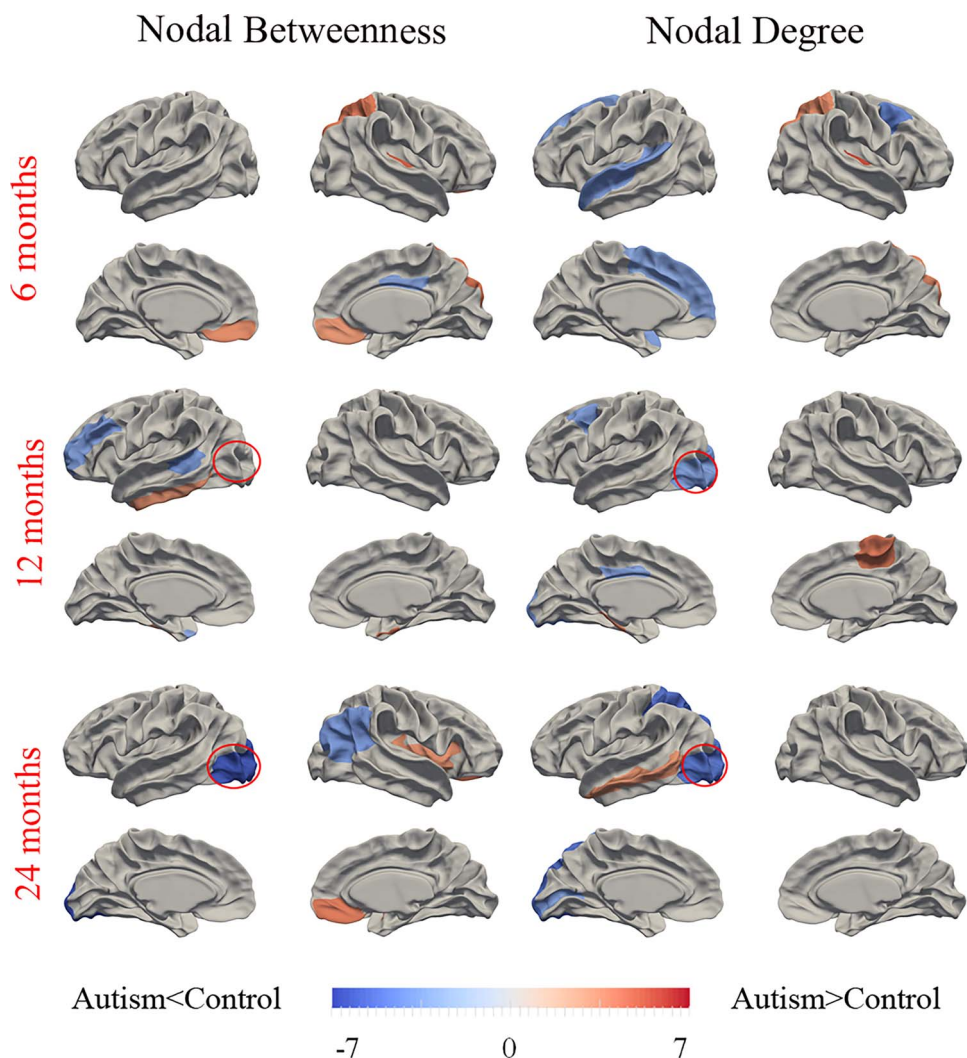 Nodal Betweenness Nodal Degree
6 months
12 months
24 months
Autism<Control Autism>Control
-7 0 7